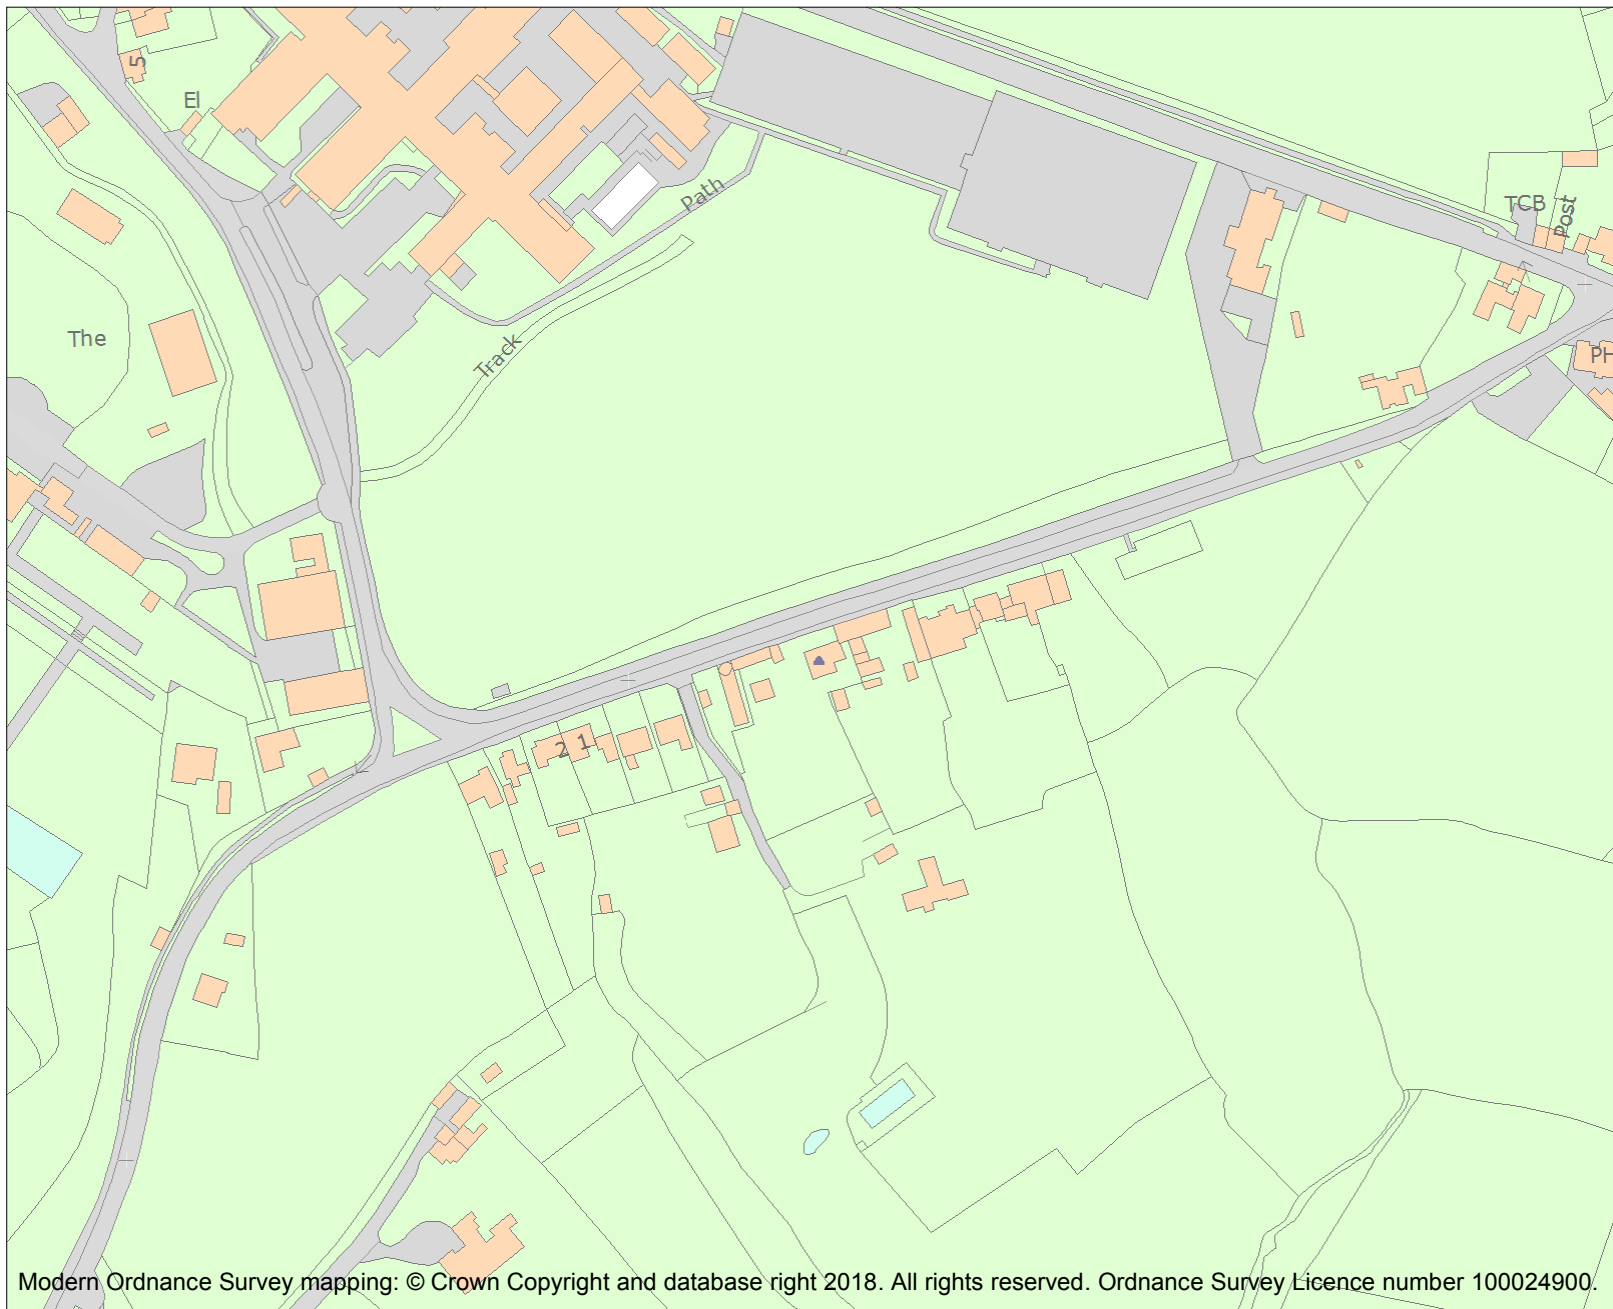 5
El
Path
TCB
Post
The
Track
PH
2 1
Modern Ordnance Survey mapping: © Crown Copyright and database right 2018. All rights reserved. Ordnance Survey Licence number 100024900.